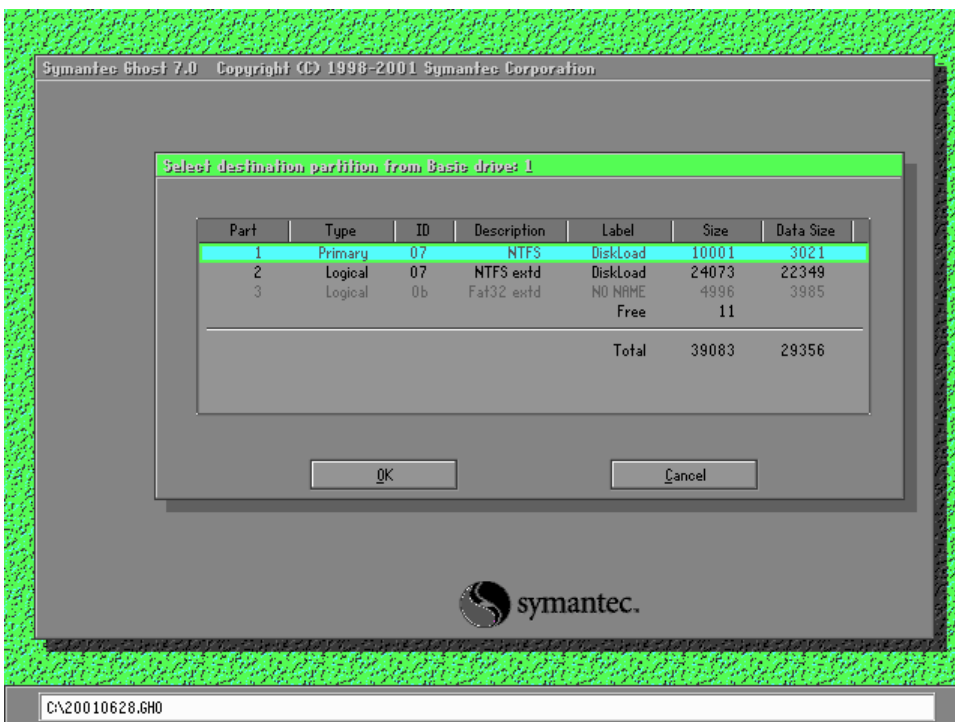 Symantec Ghost 7.0   Copyright (C) 1998-2001 Symantec Corporation
Select destination partition from Basic drive: 1
Part Type ID Description Label Size Data Size
1 Primary 07 NTFS DiskLoad 10001 3021
2 Logical 07 NTFS extd DiskLoad 24073 22349
3 Logical 0b Fat32 extd NO NAME 4996 3985
Free 11
Total 39083 29356
OK Cancel
symantec.
C:\20010628.GHO